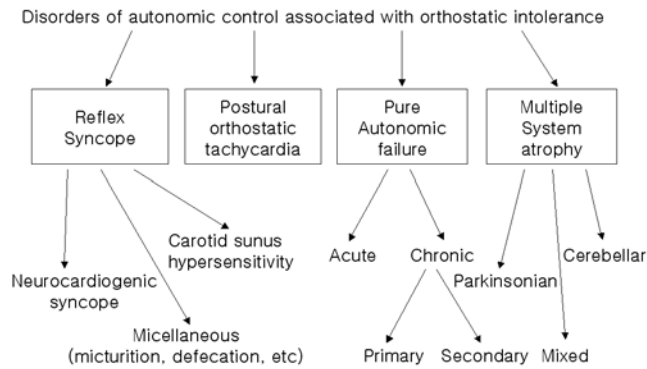 Disorders of autonomic control associated with orthostatic intolerance
Reflex
Syncope
Postural
orthostatic
tachycardia
Pure
Autonomic
failure
Multiple
System
atrophy
Carotid sunus
hypersensitivity
Neurocardiogenic
syncope
Micellaneous
(micturition, defecation, etc)
Acute
Chronic
Primary
Secondary
Parkinsonian
Cerebellar
Mixed